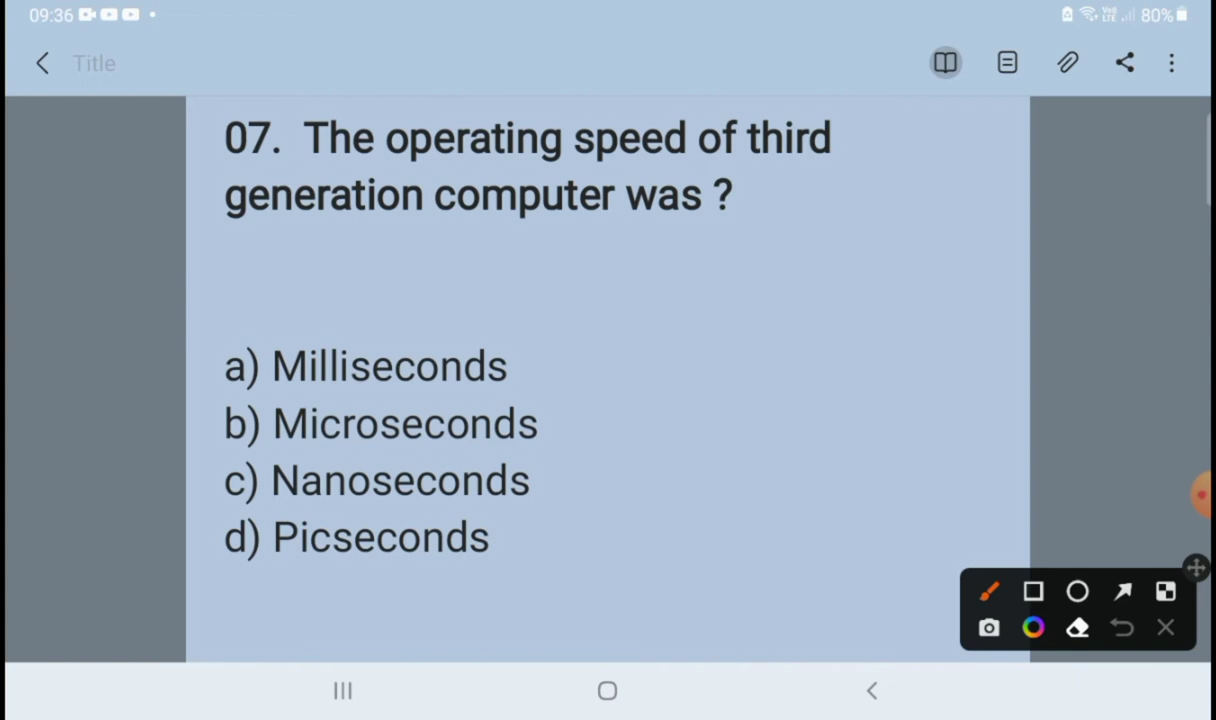 09:36 80%
Title
07. The operating speed of third
generation computer was ?
a) Milliseconds
b) Microseconds
c) Nanoseconds
d) Picseconds